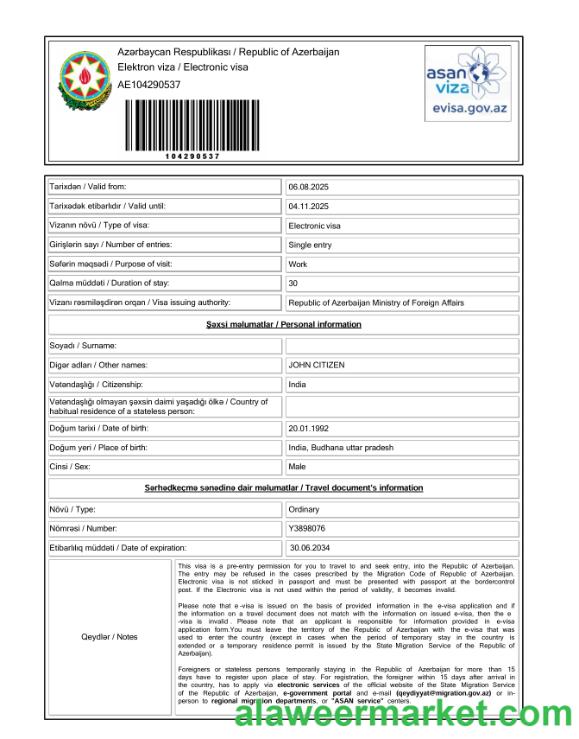 Azərbaycan Respublikası / Republic of Azerbaijan
Elektron viza / Electronic visa
AE104290537
104290537
asan
viza
evisa.gov.az
Tarixdən / Valid from: 06.08.2025
Tarixədək etibarlıdır / Valid until: 04.11.2025
Vizanın növü / Type of visa: Electronic visa
Girişlərin sayı / Number of entries: Single entry
Səfərin məqsədi / Purpose of visit: Work
Qalma müddəti / Duration of stay: 30
Vizanı rəsmiləşdirən orqan / Visa issuing authority: Republic of Azerbaijan Ministry of Foreign Affairs
Şəxsi məlumatlar / Personal information
Soyadı / Surname:
Digər adları / Other names: JOHN CITIZEN
Vətəndaşlığı / Citizenship: India
Vətəndaşlığı olmayan şəxsin daimi yaşadığı ölkə / Country of
habitual residence of a stateless person:
Doğum tarixi / Date of birth: 20.01.1992
Doğum yeri / Place of birth: India, Budhana uttar pradesh
Cinsi / Sex: Male
Sərhədkeçmə sənədinə dair məlumatlar / Travel document's information
Növü / Type: Ordinary
Nömrəsi / Number: Y3898076
Etibarlılıq müddəti / Date of expiration: 30.06.2034
Qeydlər / Notes
This visa is a pre-entry permission for you to travel to and seek entry, into the Republic of Azerbaijan.
The entry may be refused in the cases prescribed by the Migration Code of Republic of Azerbaijan.
Electronic visa is not sticked in passport and must be presented with passport at the bordercontrol
post. If the Electronic visa is not used within the period of validity, it becomes invalid.
Please note that e -visa is issued on the basis of provided information in the e-visa application and if
the information on a travel document does not match with the information on issued e-visa, then the e
-visa is invalid . Please note that an applicant is responsible for information provided in e-visa
application form.You must leave the territory of the Republic of Azerbaijan with the e-visa that was
used to enter the country (except in cases when the period of temporary stay in the country is
extended or a temporary residence permit is issued by the State Migration Service of the Republic of
Azerbaijan).
Foreigners or stateless persons temporarily staying in the Republic of Azerbaijan for more than 15
days have to register upon place of stay. For registration, the foreigner within 15 days after arrival in
the country, has to apply via electronic services of the official website of the State Migration Service
of the Republic of Azerbaijan, e-government portal and e-mail (qeydiyyat@migration.gov.az) or in-
person to regional migration departments, or "ASAN service" centers.
alaweermarket.com